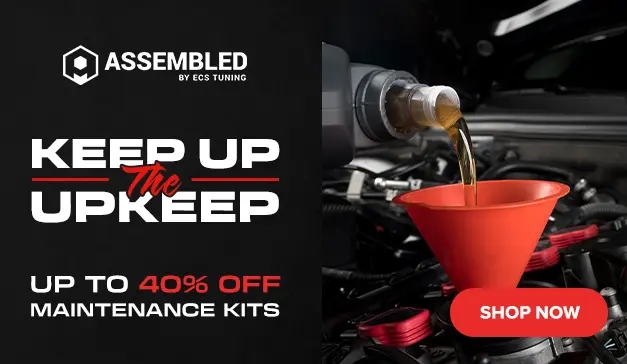 ASSEMBLED
BY ECS TUNING
KEEP UP
The
UPKEEP
UP TO 40% OFF
MAINTENANCE KITS
SHOP NOW